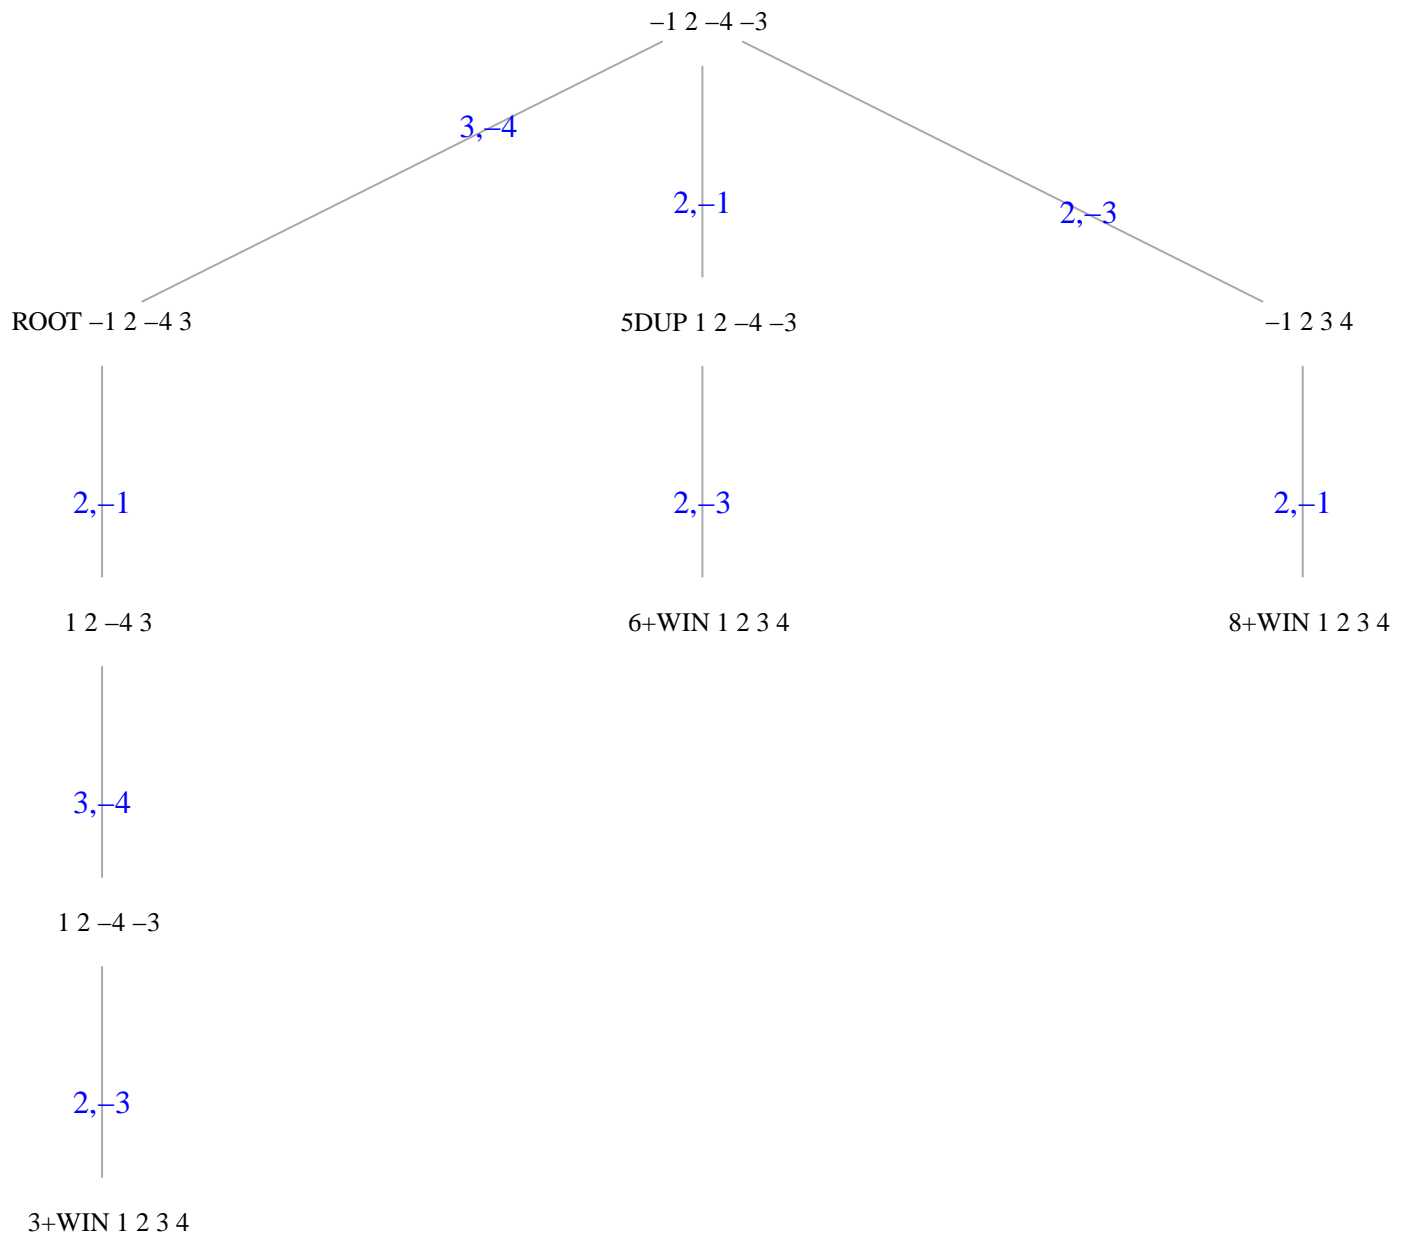 –1 2 –4 –3
3,–4
2,–1
2,–3
ROOT –1 2 –4 3
5DUP 1 2 –4 –3
–1 2 3 4
2,–1
2,–3
2,–1
1 2 –4 3
6+WIN 1 2 3 4
8+WIN 1 2 3 4
3,–4
1 2 –4 –3
2,–3
3+WIN 1 2 3 4